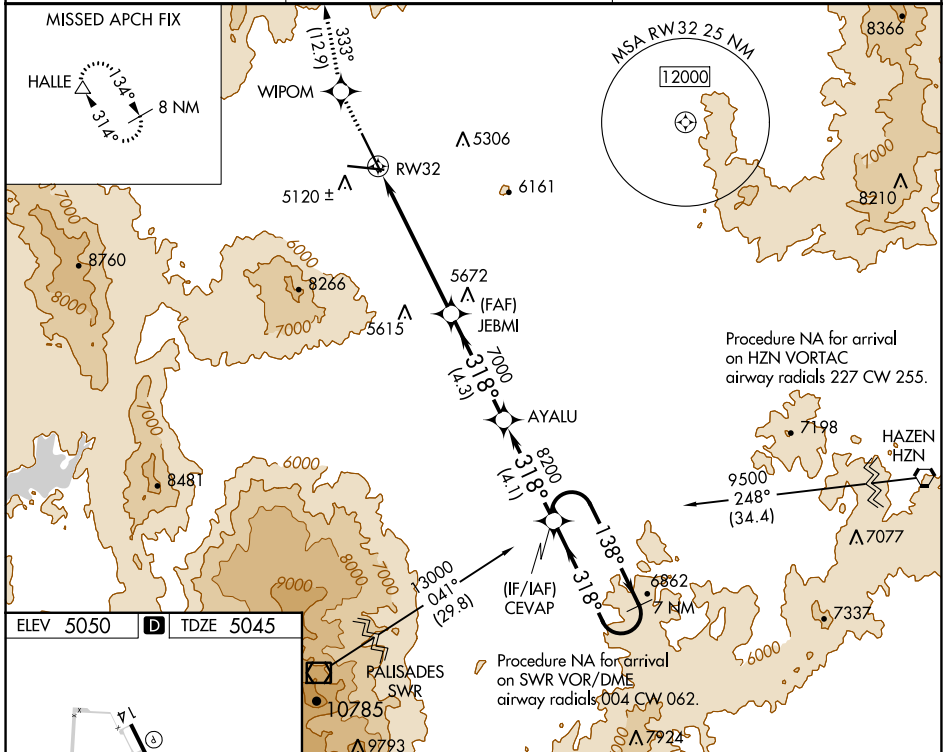 MISSED APCH FIX
HALLE
134°
314°
8 NM
333°
(12.9)
WIPOM
RW32
5306
5120 ±
6161
MSA RW32 25 NM
12000
8366
7000
8210
8760
8000
6000
8266
7000
5672
5615
(FAF)
JEBMI
7000
318°
(4.3)
AYALU
8200
318°
(4.1)
Procedure NA for arrival
on HZN VORTAC
airway radials 227 CW 255.
7198
HAZEN
HZN
9500
248°
(34.4)
7077
7000
8481
6000
7000
8000
9000
13000
041°
(29.8)
(IF/IAF)
CEVAP
138°
318°
6862
7 NM
7337
6000
Procedure NA for arrival
on SWR VOR/DME
airway radials 004 CW 062.
7924
PALISADES
SWR
10785
9793
ELEV 5050
D
TDZE 5045
14
P
x
x